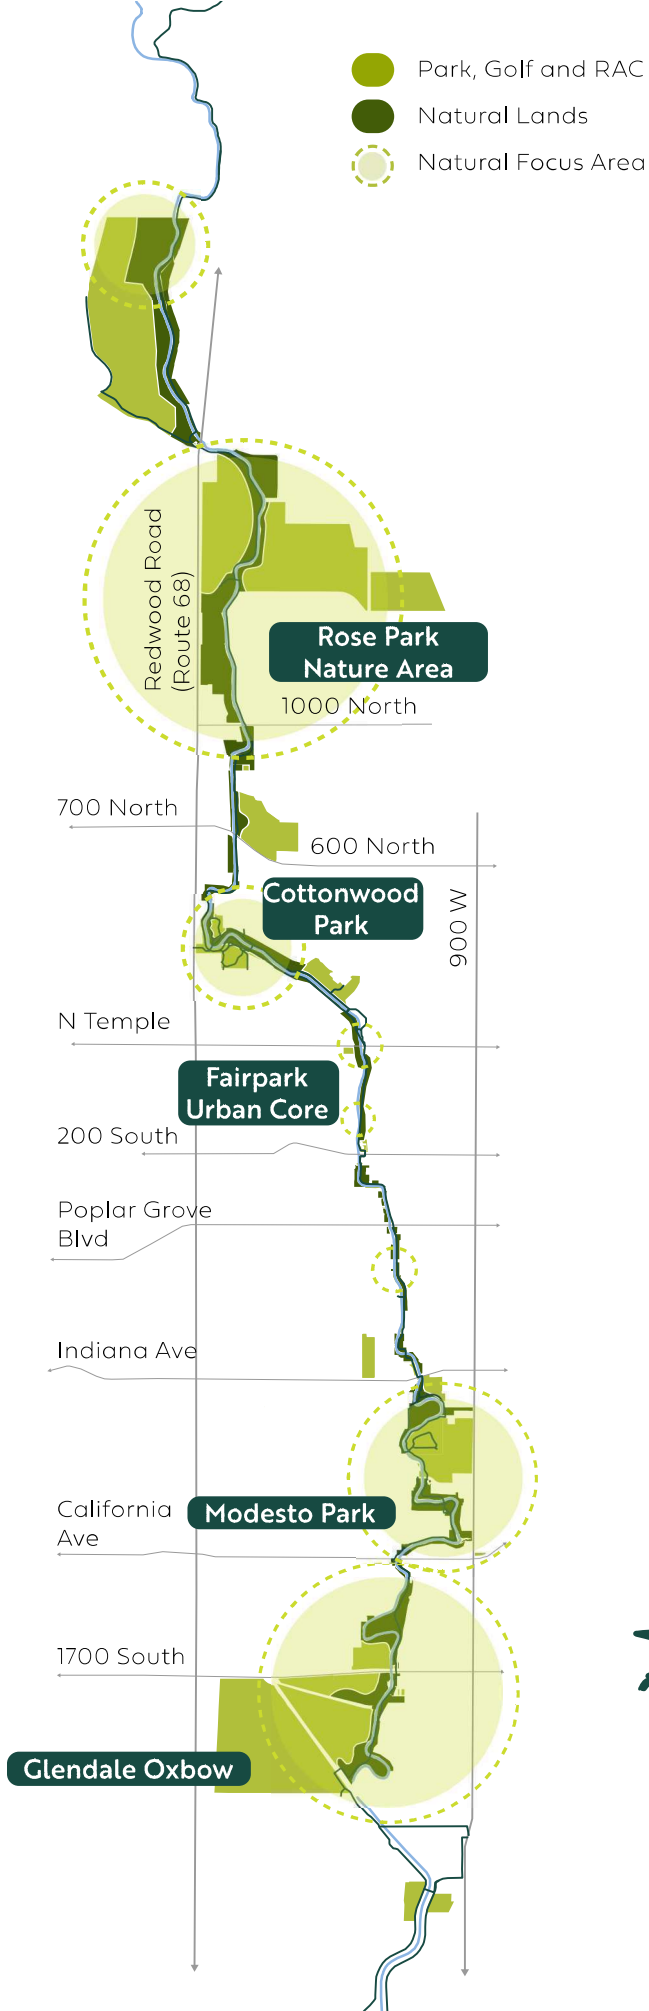 Park, Golf and RAC
Natural Lands
Natural Focus Area
Redwood Road
(Route 68)
Rose Park
Nature Area
1000 North
700 North
600 North
Cottonwood
Park
900 W
N Temple
Fairpark
Urban Core
200 South
Poplar Grove
Blvd
Indiana Ave
California
Ave
Modesto Park
1700 South
Glendale Oxbow